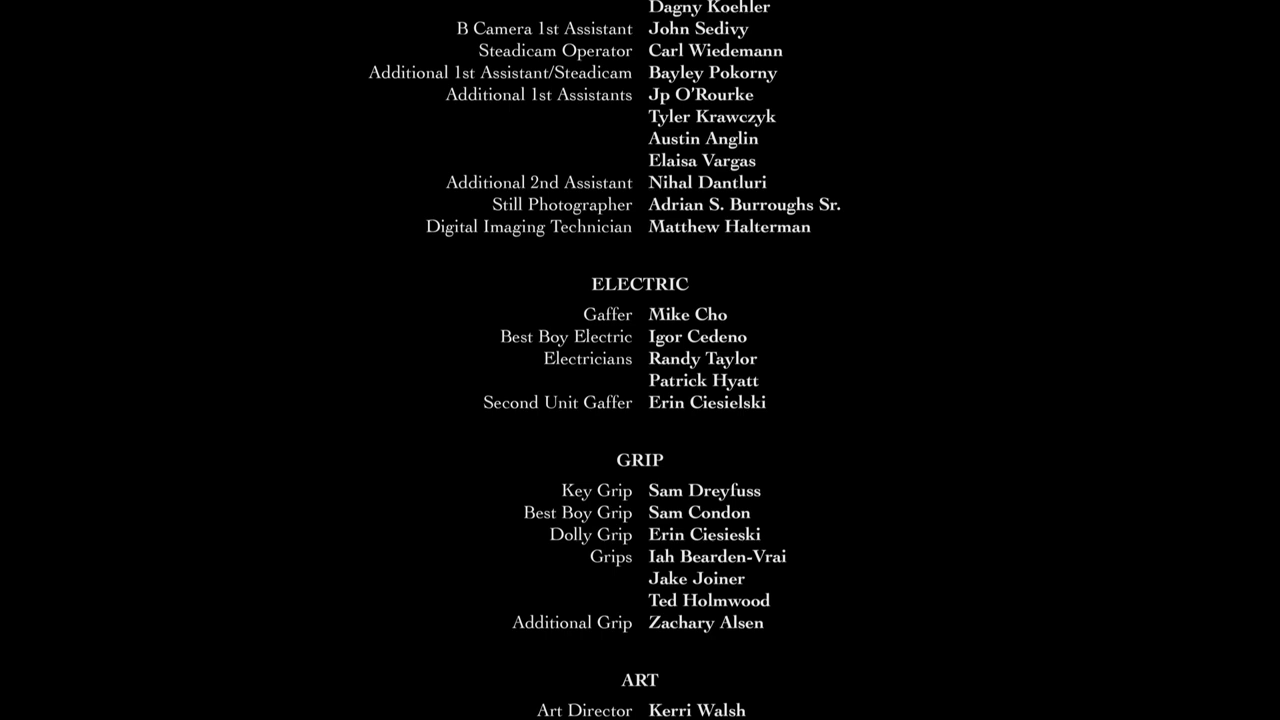 Dagny Koehler
B Camera 1st Assistant John Sedivy
Steadicam Operator Carl Wiedemann
Additional 1st Assistant/Steadicam Bayley Pokorny
Additional 1st Assistants Jp O'Rourke
Tyler Krawczyk
Austin Anglin
Elaisa Vargas
Additional 2nd Assistant Nihal Dantluri
Still Photographer Adrian S. Burroughs Sr.
Digital Imaging Technician Matthew Halterman
ELECTRIC
Gaffer Mike Cho
Best Boy Electric Igor Cedeno
Electricians Randy Taylor
Patrick Hyatt
Second Unit Gaffer Erin Ciesielski
GRIP
Key Grip Sam Dreyfuss
Best Boy Grip Sam Condon
Dolly Grip Erin Ciesieski
Grips Iah Bearden-Vrai
Jake Joiner
Ted Holmwood
Additional Grip Zachary Alsen
ART
Art Director Kerri Walsh